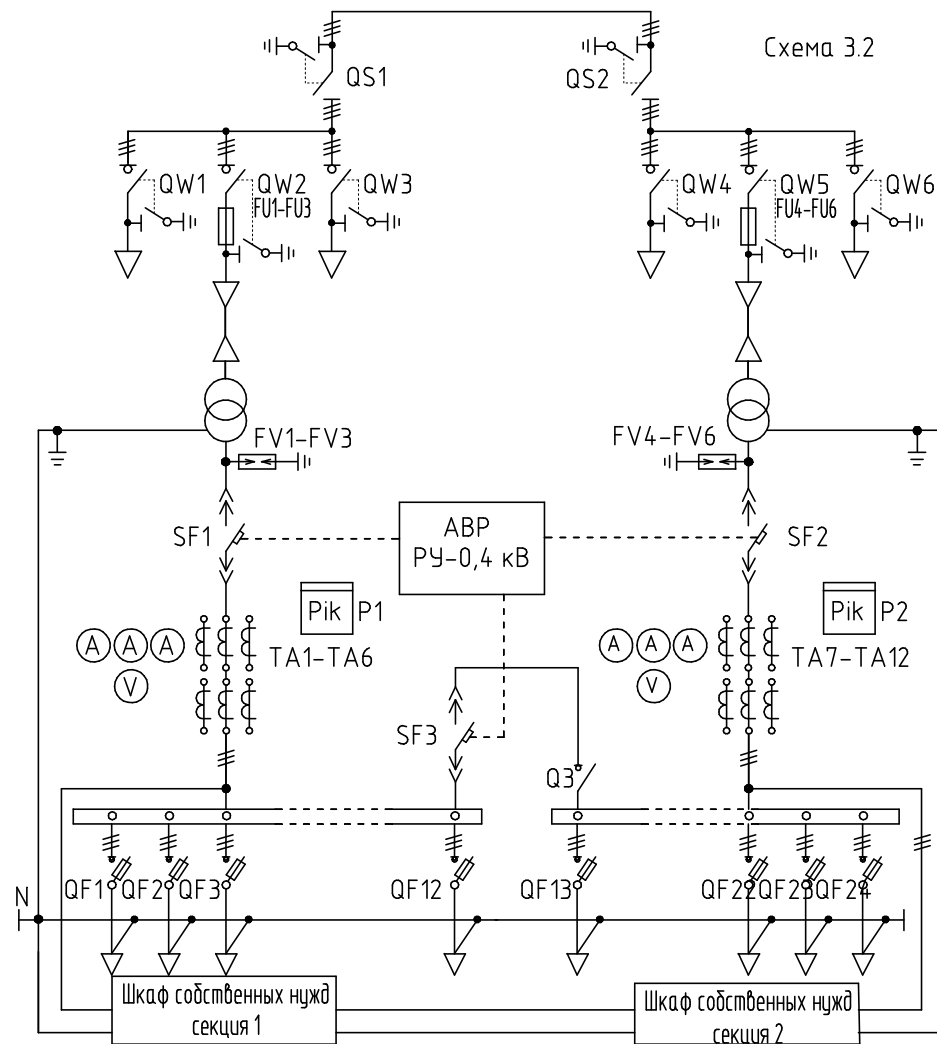 Схема 3.2
QS1
QS2
QW1
QW2
FU1-FU3
QW3
QW4
QW5
FU4-FU6
QW6
FV1-FV3
FV4-FV6
SF1
АВР
РУ-0,4 кВ
SF2
Pik
P1
Pik
P2
A
A
A
TA1-TA6
A
A
A
TA7-TA12
V
V
SF3
Q3
QF1
QF2
QF3
QF12
QF13
QF22
QF23
QF24
N
Шкаф собственных нужд
секция 1
Шкаф собственных нужд
секция 2